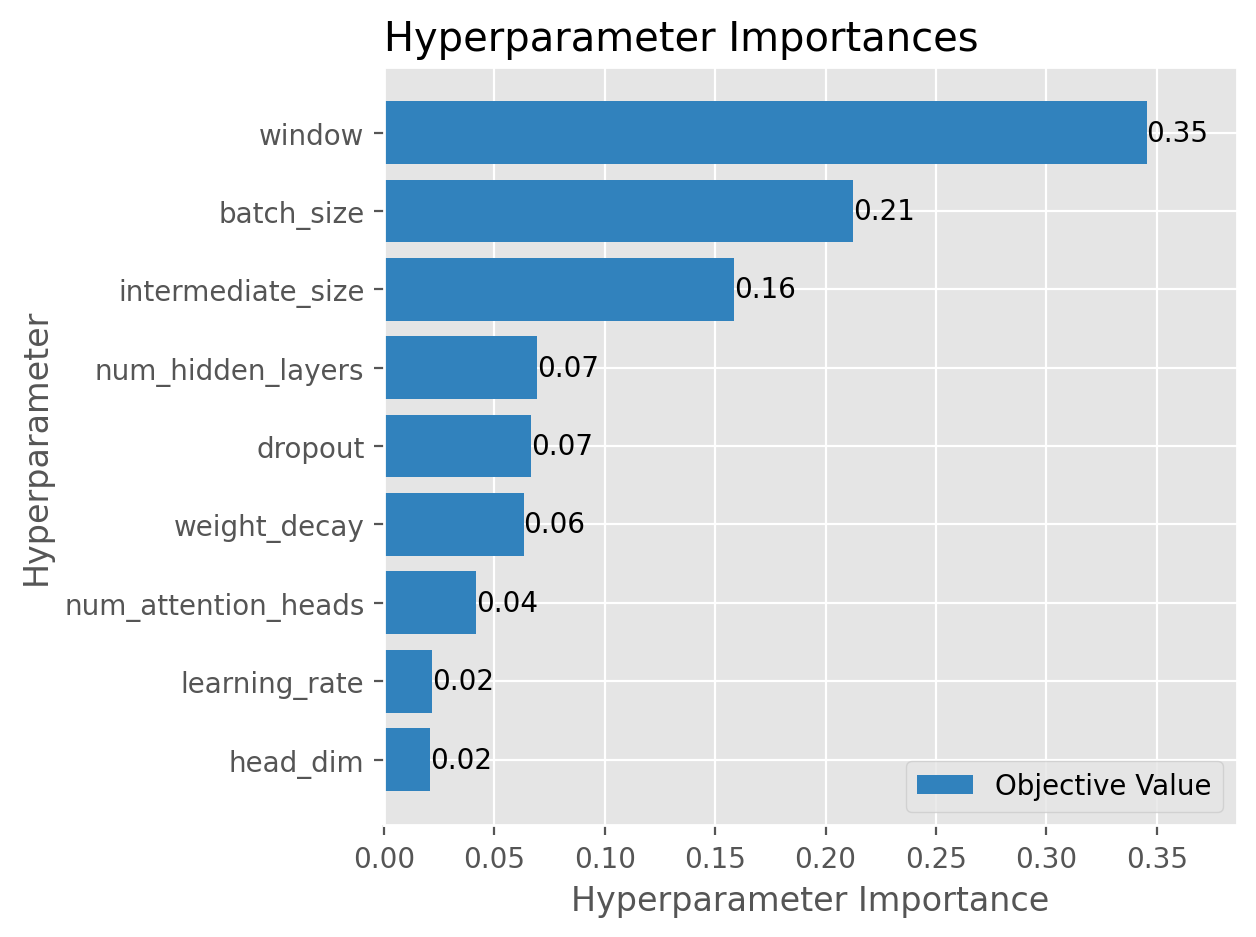 Hyperparameter Importances
Hyperparameter
window
0.35
batch_size
0.21
intermediate_size
0.16
num_hidden_layers
0.07
dropout
0.07
weight_decay
0.06
num_attention_heads
0.04
learning_rate
0.02
head_dim
0.02
Objective Value
0.00 0.05 0.10 0.15 0.20 0.25 0.30 0.35
Hyperparameter Importance